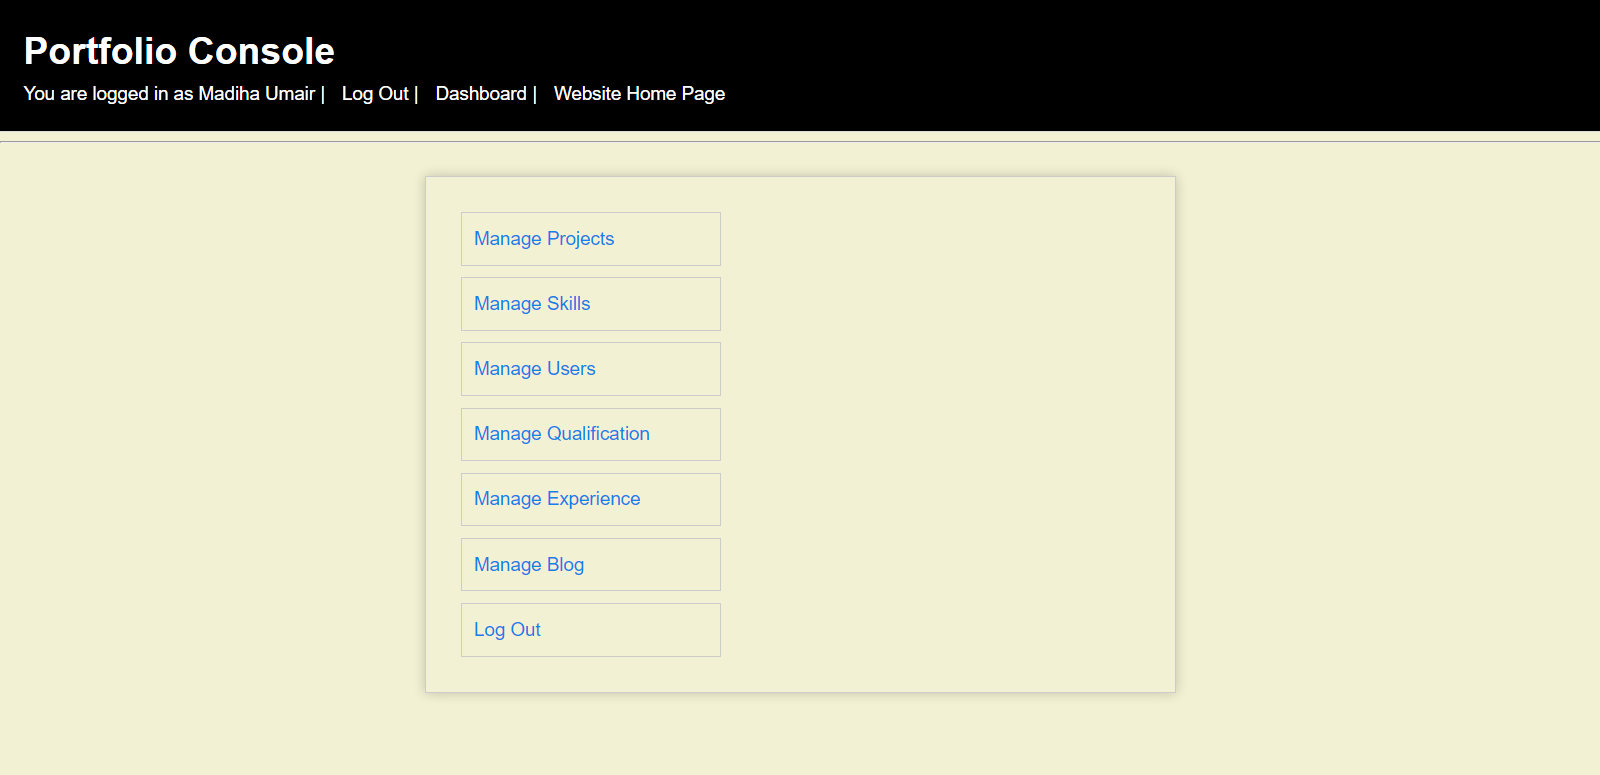 Portfolio Console
You are logged in as Madiha Umair | Log Out | Dashboard | Website Home Page
Manage Projects
Manage Skills
Manage Users
Manage Qualification
Manage Experience
Manage Blog
Log Out